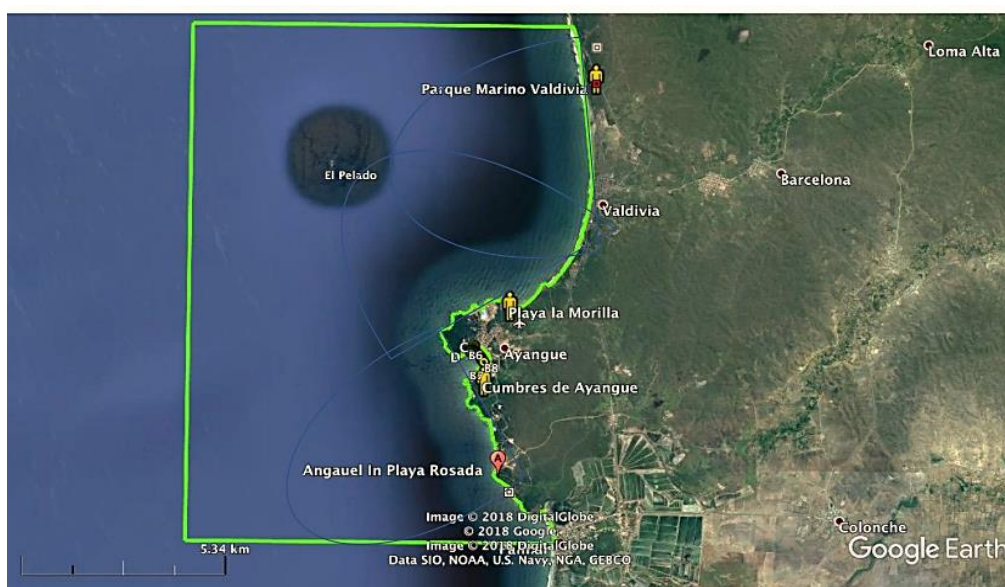 Loma Alta
Parque Marino Valdivia
El Pelado
Barcelona
Valdivia
Playa la Morilla
Ayangue
B6
B8
Cumbres de Ayangue
A
Angauel In Playa Rosada
Image © 2018 DigitalGlobe
© 2018 Google
Image © 2018 DigitalGlobe
Data SIO, NOAA, U.S. Navy, NGA, GEBCO
5.34 km
Colonche
Google Earth